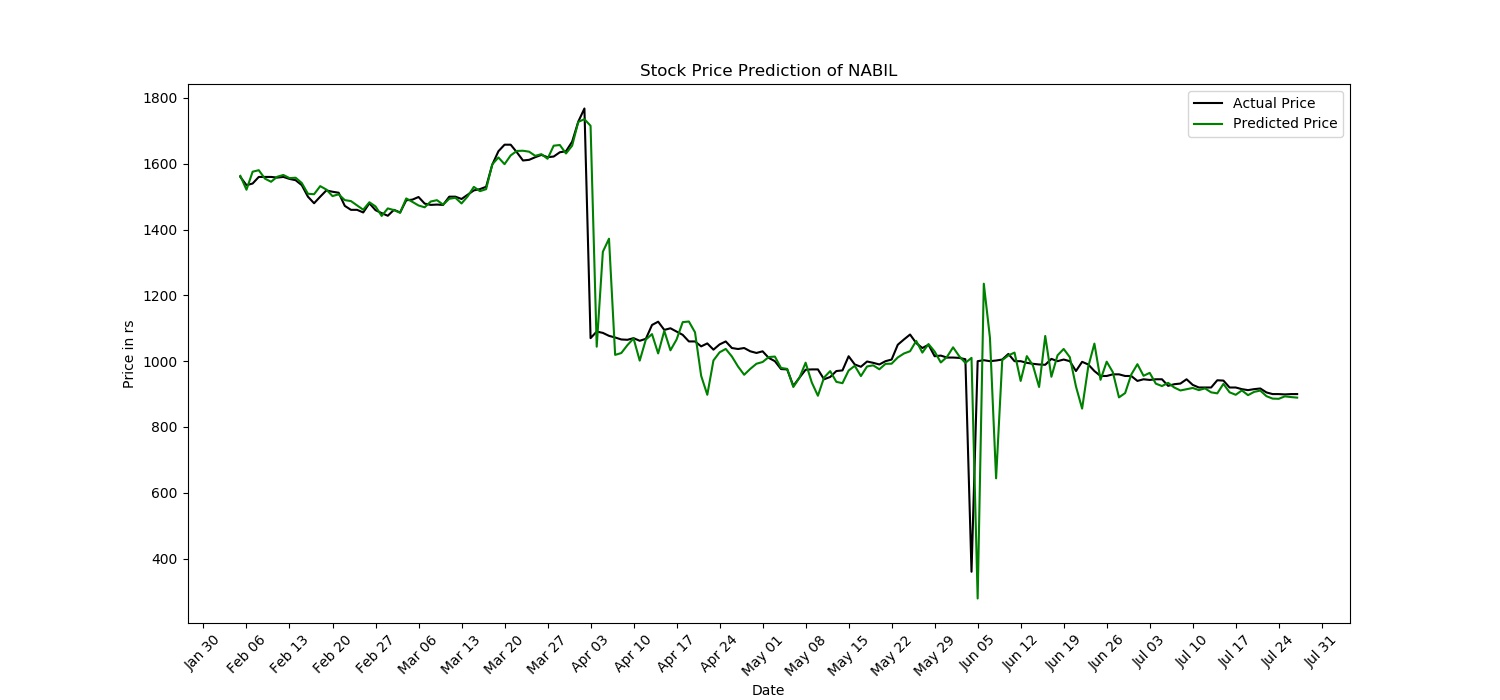 Stock Price Prediction of NABIL
Actual Price
Predicted Price
Price in rs
1800
1600
1400
1200
1000
800
600
400
Jan 30
Feb 06
Feb 13
Feb 20
Feb 27
Mar 06
Mar 13
Mar 20
Mar 27
Apr 03
Apr 10
Apr 17
Apr 24
May 01
May 08
May 15
May 22
May 29
Jun 05
Jun 12
Jun 19
Jun 26
Jul 03
Jul 10
Jul 17
Jul 24
Jul 31
Date